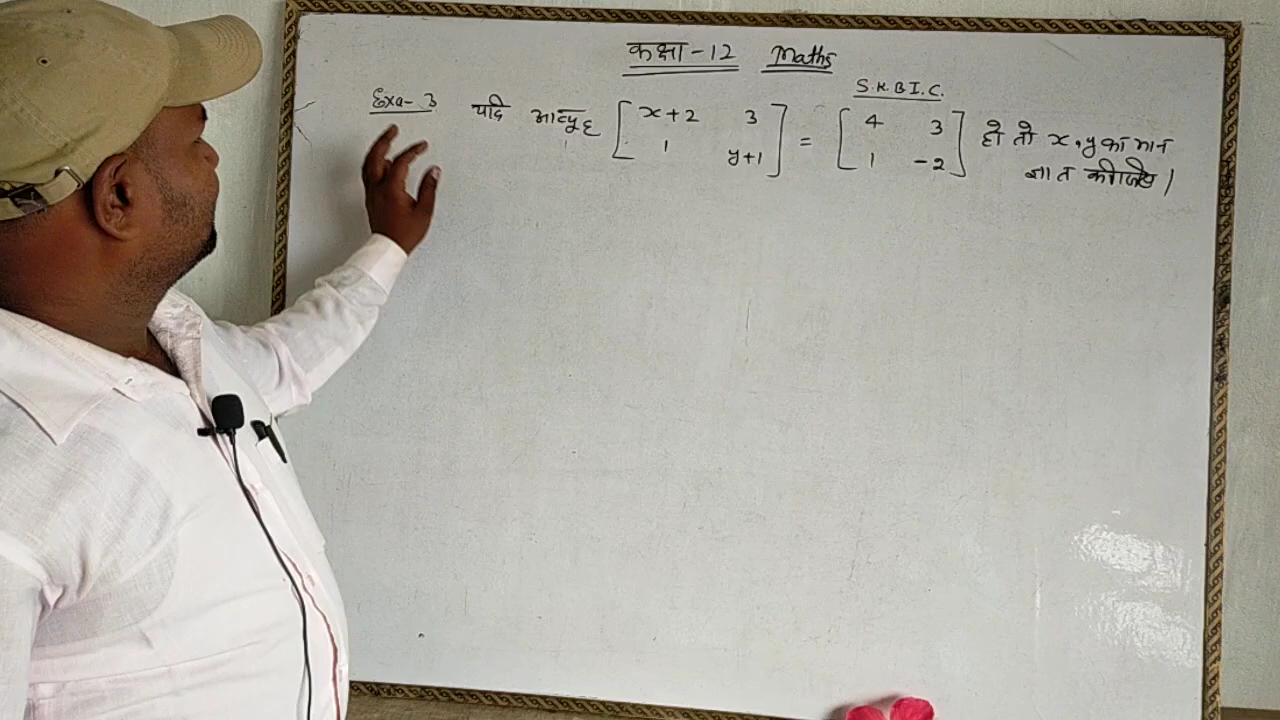 कक्षा-12 Maths
S.K.B.I.C.
Exa- 3 यदि आव्यूह [ x+2 3 ] = [ 4 3 ] हो तो x, y का मान
[ 1 y+1 ] [ 1 -2 ] ज्ञात कीजिये।